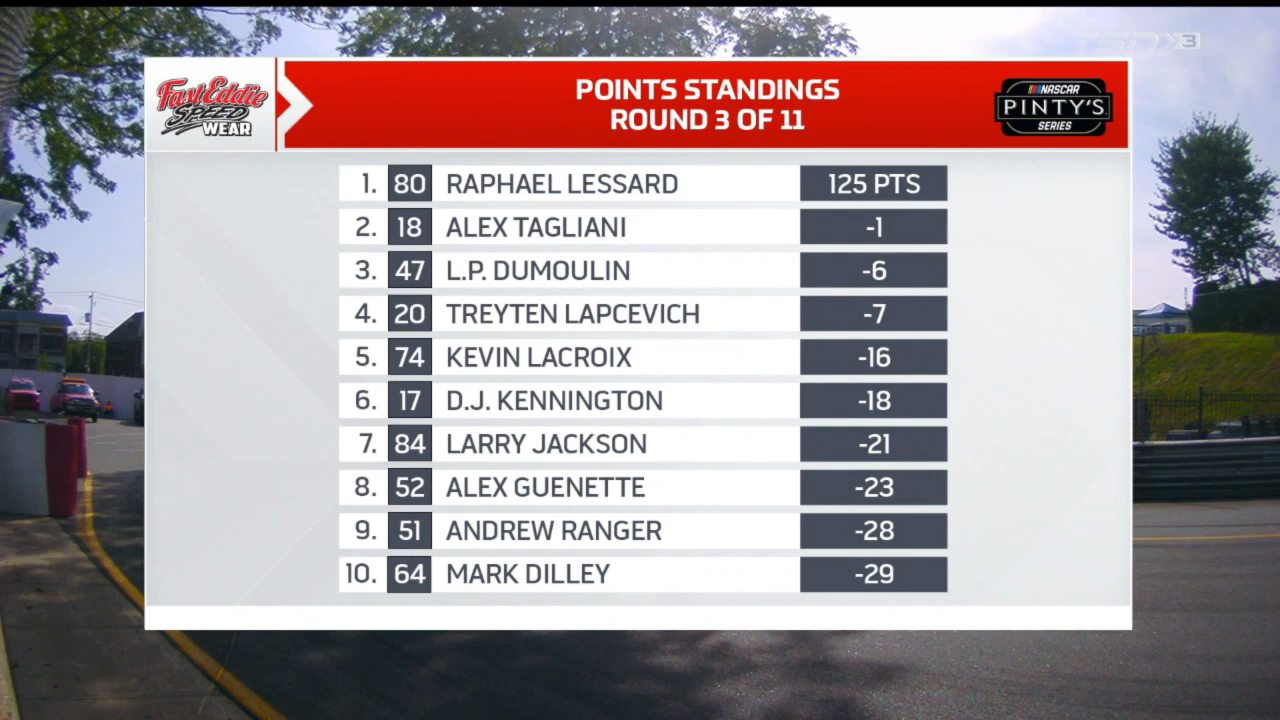 TSN 3
Fast Eddie
SPEED
WEAR
POINTS STANDINGS
ROUND 3 OF 11
NASCAR
PINTY'S
SERIES
1. 80 RAPHAEL LESSARD 125 PTS
2. 18 ALEX TAGLIANI -1
3. 47 L.P. DUMOULIN -6
4. 20 TREYTEN LAPCEVICH -7
5. 74 KEVIN LACROIX -16
6. 17 D.J. KENNINGTON -18
7. 84 LARRY JACKSON -21
8. 52 ALEX GUENETTE -23
9. 51 ANDREW RANGER -28
10. 64 MARK DILLEY -29